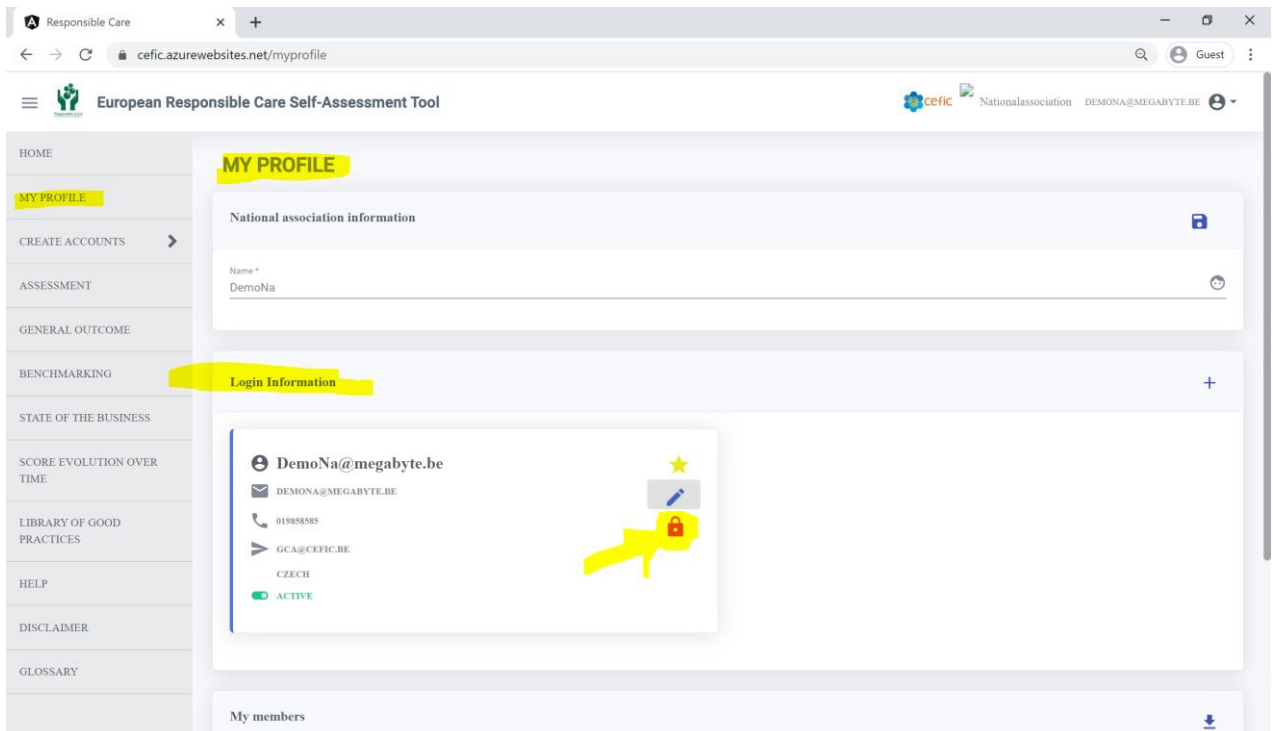 Responsible Care
cefic.azurewebsites.net/myprofile
Guest
European Responsible Care Self-Assessment Tool
cefic
Nationalassociation
DEMONA@MEGABYTE.BE
Responsible Care
HOME
MY PROFILE
CREATE ACCOUNTS
ASSESSMENT
GENERAL OUTCOME
BENCHMARKING
STATE OF THE BUSINESS
SCORE EVOLUTION OVER
TIME
LIBRARY OF GOOD
PRACTICES
HELP
DISCLAIMER
GLOSSARY
MY PROFILE
National association information
Name *
DemoNa
Login Information
DemoNa@megabyte.be
DEMONA@MEGABYTE.BE
019858585
GCA@CEFIC.BE
CZECH
ACTIVE
My members